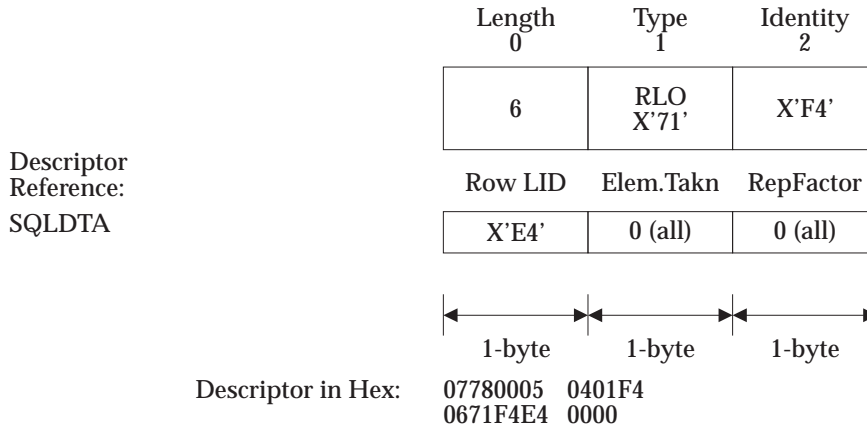 Length Type Identity
0 1 2
6 RLO X'F4'
X'71'
Descriptor
Reference: Row LID Elem.Takn RepFactor
SQLDTA X'E4' 0 (all) 0 (all)
1-byte 1-byte 1-byte
Descriptor in Hex: 07780005 0401F4
0671F4E4 0000